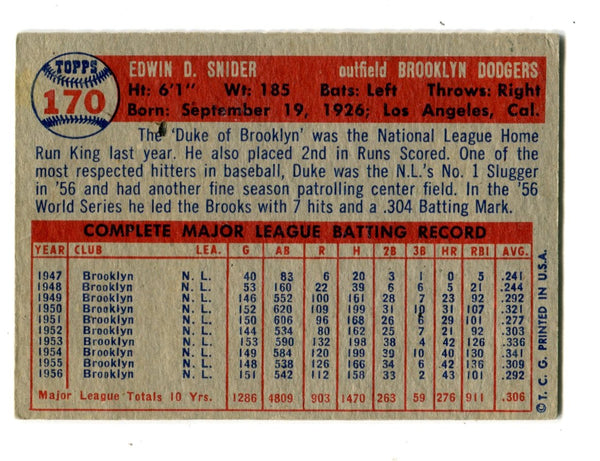 TOPPS
170
EDWIN D. SNIDER outfield BROOKLYN DODGERS
Ht: 6'1" Wt: 185 Bats: Left Throws: Right
Born: September 19, 1926; Los Angeles, Cal.
The 'Duke of Brooklyn' was the National League Home
Run King last year. He also placed 2nd in Runs Scored. One of the
most respected hitters in baseball, Duke was the N.L.'s No. 1 Slugger
in '56 and had another fine season patrolling center field. In the '56
World Series he led the Brooks with 7 hits and a .304 Batting Mark.
COMPLETE MAJOR LEAGUE BATTING RECORD
YEAR CLUB LEA. G AB R H 2B 3B HR RBI AVG.
1947 Brooklyn N. L. 40 83 6 20 3 1 0 5 .241
1948 Brooklyn N. L. 53 160 22 39 6 6 5 21 .244
1949 Brooklyn N. L. 146 552 100 161 28 7 23 92 .292
1950 Brooklyn N. L. 152 620 109 199 31 10 31 107 .321
1951 Brooklyn N. L. 150 606 96 168 26 6 29 101 .277
1952 Brooklyn N. L. 144 534 80 162 25 7 21 92 .303
1953 Brooklyn N. L. 153 590 132 198 38 4 42 126 .336
1954 Brooklyn N. L. 149 584 120 199 39 10 40 130 .341
1955 Brooklyn N. L. 148 538 126 166 34 6 42 136 .309
1956 Brooklyn N. L. 151 542 112 158 33 2 43 101 .292
Major League Totals 10 Yrs. 1286 4809 903 1470 263 59 276 911 .306
© T. C. G. PRINTED IN U.S.A.